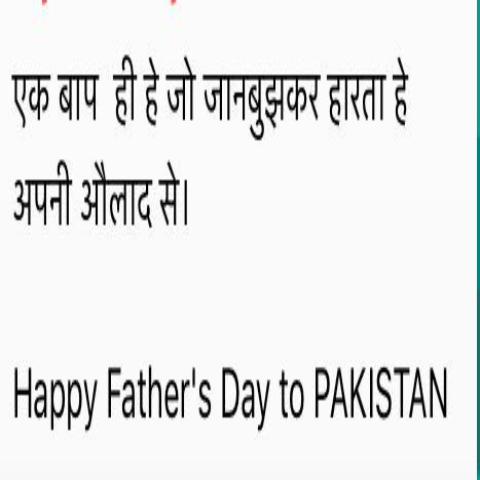 एक बाप ही हे जो जानबुझकर हारता हे
अपनी औलाद से।
Happy Father's Day to PAKISTAN